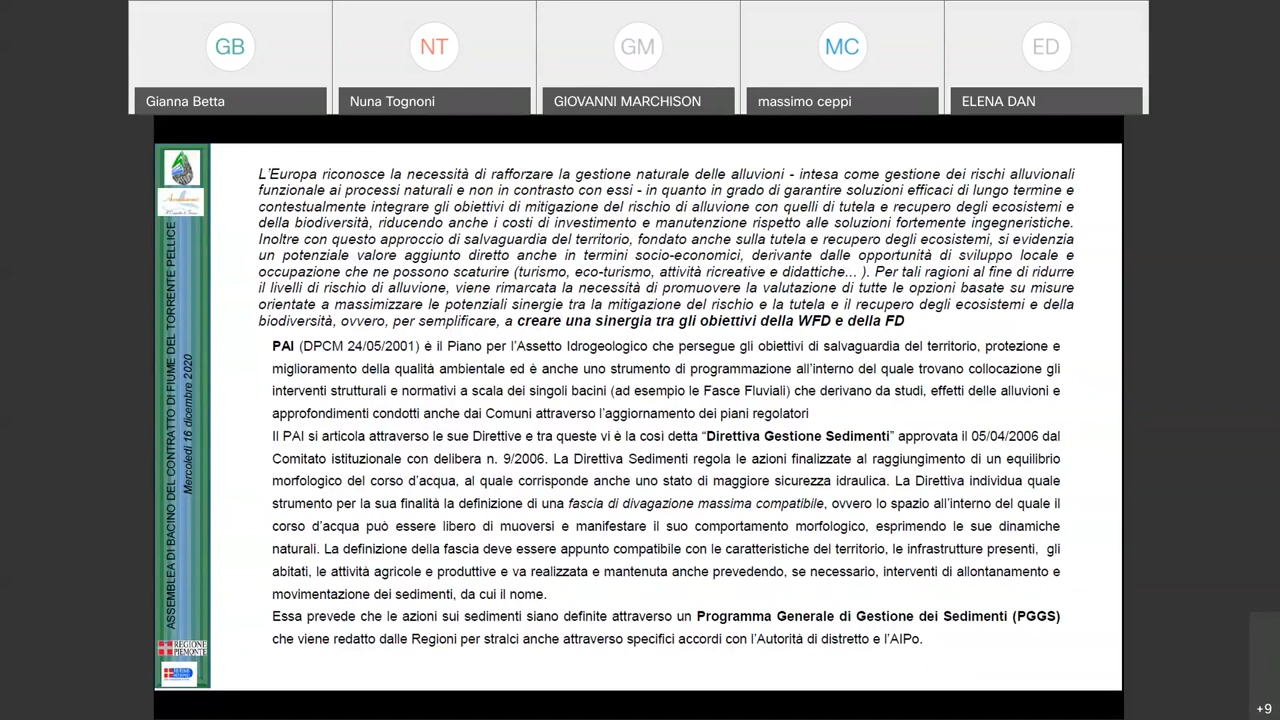 GB
NT
GM
MC
ED
Gianna Betta
Nuna Tognoni
GIOVANNI MARCHISON
massimo ceppi
ELENA DAN
ASSEMBLEA DI BACINO DEL CONTRATTO DI FIUME DEL TORRENTE PELLICE
Mercoledì 16 dicembre 2020
REGIONE
PIEMONTE
L’Europa riconosce la necessità di rafforzare la gestione naturale delle alluvioni - intesa come gestione dei rischi alluvionali
funzionale ai processi naturali e non in contrasto con essi - in quanto in grado di garantire soluzioni efficaci di lungo termine e
contestualmente integrare gli obiettivi di mitigazione del rischio di alluvione con quelli di tutela e recupero degli ecosistemi e
della biodiversità, riducendo anche i costi di investimento e manutenzione rispetto alle soluzioni fortemente ingegneristiche.
Inoltre con questo approccio di salvaguardia del territorio, fondato anche sulla tutela e recupero degli ecosistemi, si evidenzia
un potenziale valore aggiunto diretto anche in termini socio-economici, derivante dalle opportunità di sviluppo locale e
occupazione che ne possono scaturire (turismo, eco-turismo, attività ricreative e didattiche... ). Per tali ragioni al fine di ridurre
il livelli di rischio di alluvione, viene rimarcata la necessità di promuovere la valutazione di tutte le opzioni basate su misure
orientate a massimizzare le potenziali sinergie tra la mitigazione del rischio e la tutela e il recupero degli ecosistemi e della
biodiversità, ovvero, per semplificare, a creare una sinergia tra gli obiettivi della WFD e della FD
PAI (DPCM 24/05/2001) è il Piano per l’Assetto Idrogeologico che persegue gli obiettivi di salvaguardia del territorio, protezione e
miglioramento della qualità ambientale ed è anche uno strumento di programmazione all’interno del quale trovano collocazione gli
interventi strutturali e normativi a scala dei singoli bacini (ad esempio le Fasce Fluviali) che derivano da studi, effetti delle alluvioni e
approfondimenti condotti anche dai Comuni attraverso l’aggiornamento dei piani regolatori
Il PAI si articola attraverso le sue Direttive e tra queste vi è la così detta “Direttiva Gestione Sedimenti” approvata il 05/04/2006 dal
Comitato istituzionale con delibera n. 9/2006. La Direttiva Sedimenti regola le azioni finalizzate al raggiungimento di un equilibrio
morfologico del corso d’acqua, al quale corrisponde anche uno stato di maggiore sicurezza idraulica. La Direttiva individua quale
strumento per la sua finalità la definizione di una fascia di divagazione massima compatibile, ovvero lo spazio all’interno del quale il
corso d’acqua può essere libero di muoversi e manifestare il suo comportamento morfologico, esprimendo le sue dinamiche
naturali. La definizione della fascia deve essere appunto compatibile con le caratteristiche del territorio, le infrastrutture presenti, gli
abitati, le attività agricole e produttive e va realizzata e mantenuta anche prevedendo, se necessario, interventi di allontanamento e
movimentazione dei sedimenti, da cui il nome.
Essa prevede che le azioni sui sedimenti siano definite attraverso un Programma Generale di Gestione dei Sedimenti (PGGS)
che viene redatto dalle Regioni per stralci anche attraverso specifici accordi con l’Autorità di distretto e l’AIPo.
+9